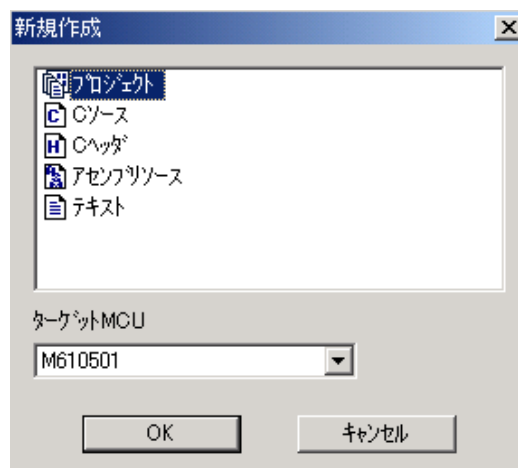 新規作成
ﾌﾟﾛｼﾞｪｸﾄ
Cｿｰｽ
Cﾍｯﾀﾞ
ｱｾﾝﾌﾞﾘｿｰｽ
ﾃｷｽﾄ
ﾀｰｹﾞｯﾄMCU
M610501
OK
ｷｬﾝｾﾙ